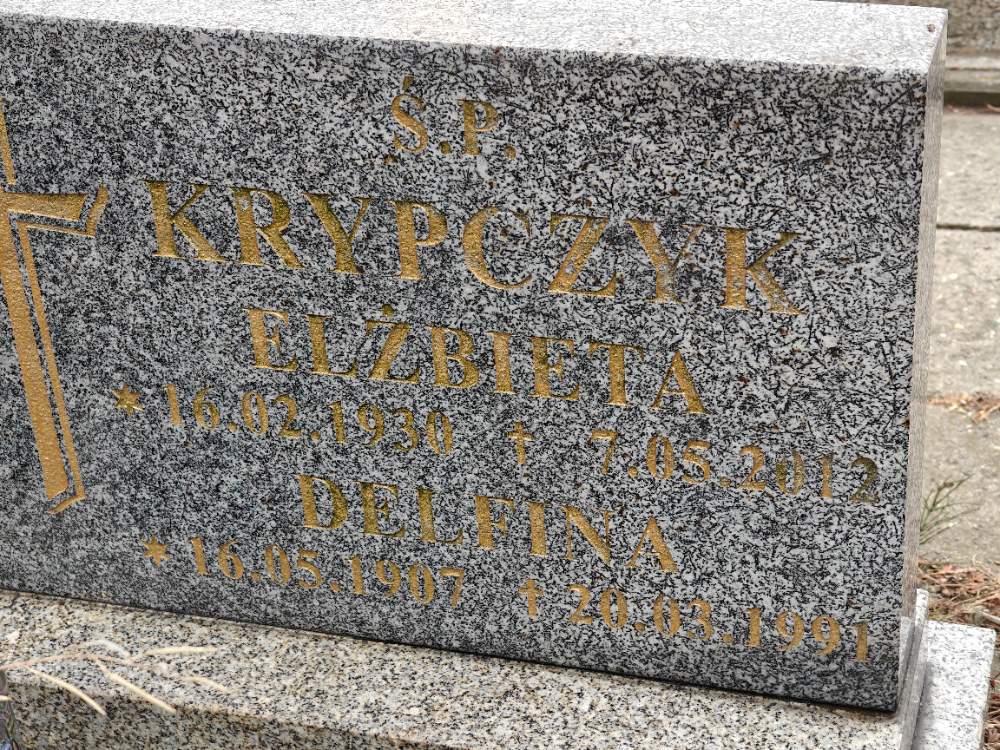 Ś.P.
KRYPCZYK
ELŻBIETA
* 16.02.1930 † 7.05.2012
DELFINA
* 16.05.1907 † 20.03.1991